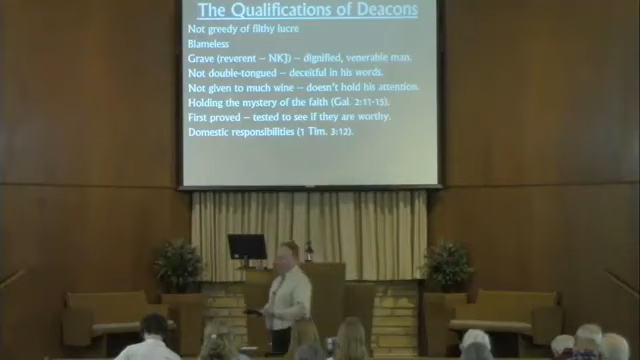 The Qualifications of Deacons
Not greedy of filthy lucre
Blameless
Grave (reverent – NKJ) – dignified, venerable man.
Not double-tongued – deceitful in his words.
Not given to much wine – doesn't hold his attention.
Holding the mystery of the faith (Gal. 2:11-15).
First proved – tested to see if they are worthy.
Domestic responsibilities (1 Tim. 3:12).